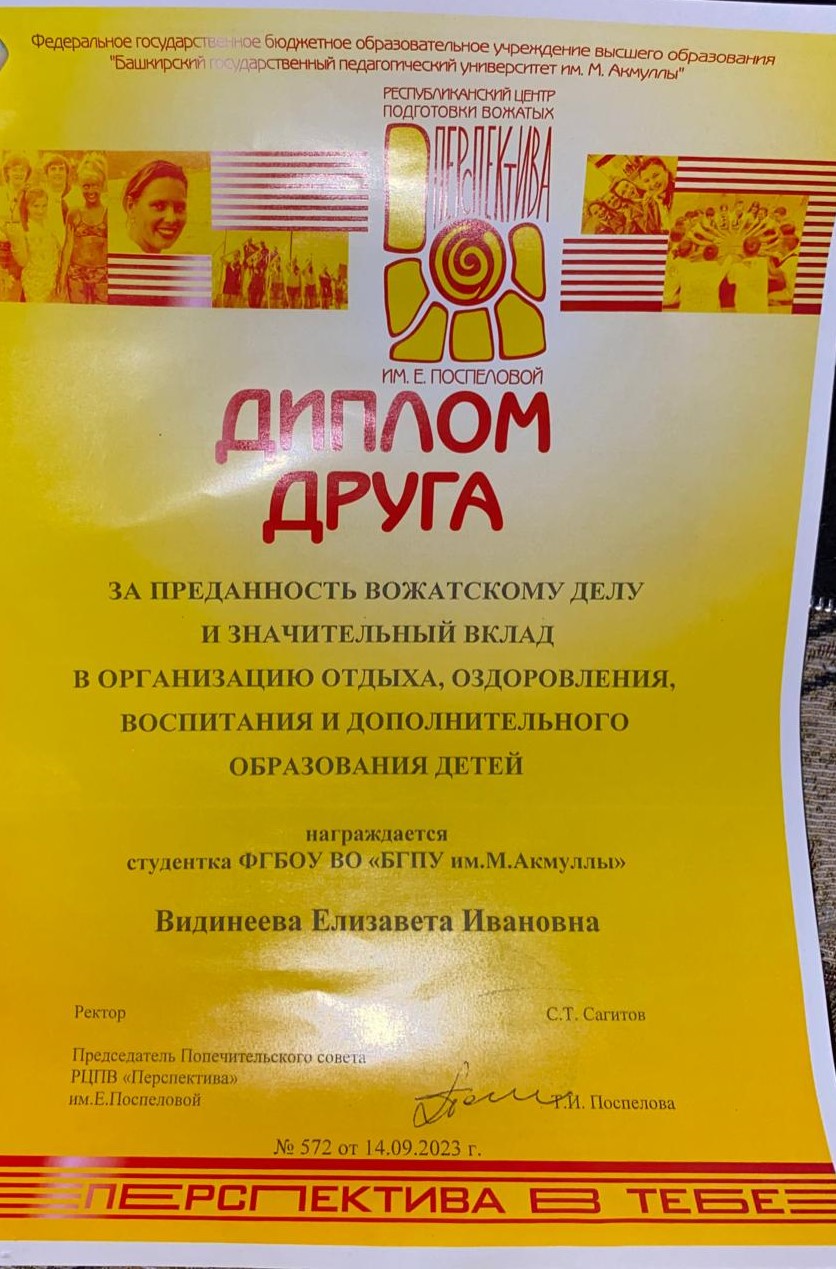 Федеральное государственное бюджетное образовательное учреждение высшего образования
"Башкирский государственный педагогический университет им. М. Акмуллы"
РЕСПУБЛИКАНСКИЙ ЦЕНТР
ПОДГОТОВКИ ВОЖАТЫХ
ПЕРСПЕКТИВА
ИМ. Е. ПОСПЕЛОВОЙ
ДИПЛОМ
ДРУГА
ЗА ПРЕДАННОСТЬ ВОЖАТСКОМУ ДЕЛУ
И ЗНАЧИТЕЛЬНЫЙ ВКЛАД
В ОРГАНИЗАЦИЮ ОТДЫХА, ОЗДОРОВЛЕНИЯ,
ВОСПИТАНИЯ И ДОПОЛНИТЕЛЬНОГО
ОБРАЗОВАНИЯ ДЕТЕЙ
награждается
студентка ФГБОУ ВО «БГПУ им.М.Акмуллы»
Видинеева Елизавета Ивановна
Ректор С.Т. Сагитов
Председатель Попечительского совета
РЦПВ «Перспектива»
им.Е.Поспеловой Т.И. Поспелова
№ 572 от 14.09.2023 г.
ПЕРСПЕКТИВА В ТЕБЕ